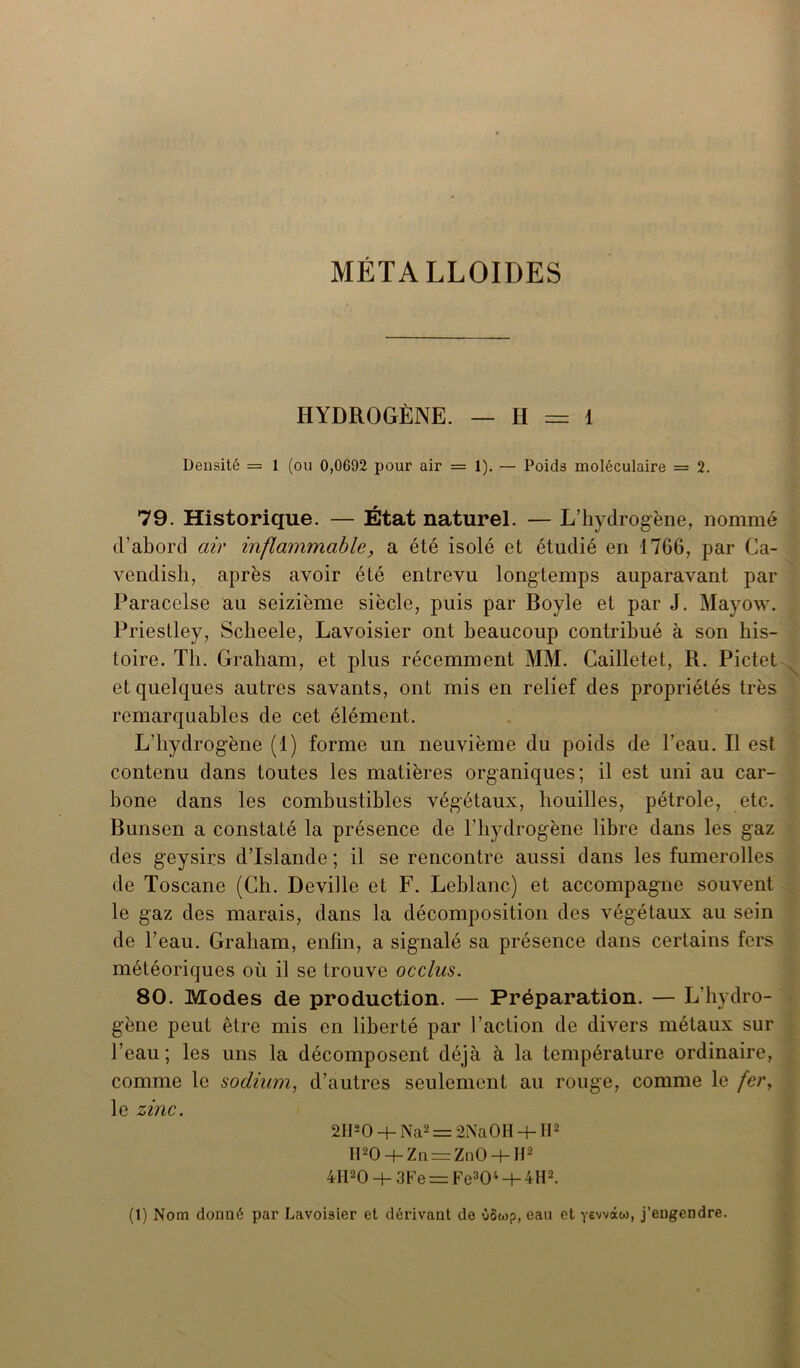 MÉTALLOIDES
HYDROGÈNE. — H = 1
Densité = 1 (ou 0,0692 pour air = 1). — Poids moléculaire = 2.
79. Historique. — État naturel. — L'hydrogène, nommé
d'abord air inflammable, a été isolé et étudié en 1766, par Ca-
vendish, après avoir été entrevu longtemps auparavant par
Paracelse au seizième siècle, puis par Boyle et par J. Mayow.
Priestley, Scheele, Lavoisier ont beaucoup contribué à son his-
toire. Th. Graham, et plus récemment MM. Cailletet, R. Pictet
et quelques autres savants, ont mis en relief des propriétés très
remarquables de cet élément.
L'hydrogène (1) forme un neuvième du poids de l'eau. Il est
contenu dans toutes les matières organiques; il est uni au car-
bone dans les combustibles végétaux, houilles, pétrole, etc.
Bunsen a constaté la présence de l'hydrogène libre dans les gaz
des geysirs d'Islande; il se rencontre aussi dans les fumerolles
de Toscane (Ch. Deville et F. Leblanc) et accompagne souvent
le gaz des marais, dans la décomposition des végétaux au sein
de l'eau. Graham, enfin, a signalé sa présence dans certains fers
météoriques où il se trouve occlus.
80. Modes de production. — Préparation. — L'hydro-
gène peut être mis en liberté par l'action de divers métaux sur
l'eau; les uns la décomposent déjà à la température ordinaire,
comme le sodium, d'autres seulement au rouge, comme le fer,
le zinc.
2H²O + Na² = 2NaOH + H²
H²O + Zn = ZnO + H²
4H²O + 3Fe = Fe³O⁴ + 4H².
(1) Nom donné par Lavoisier et dérivant de ὕδωρ, eau et γεννάω, j'engendre.